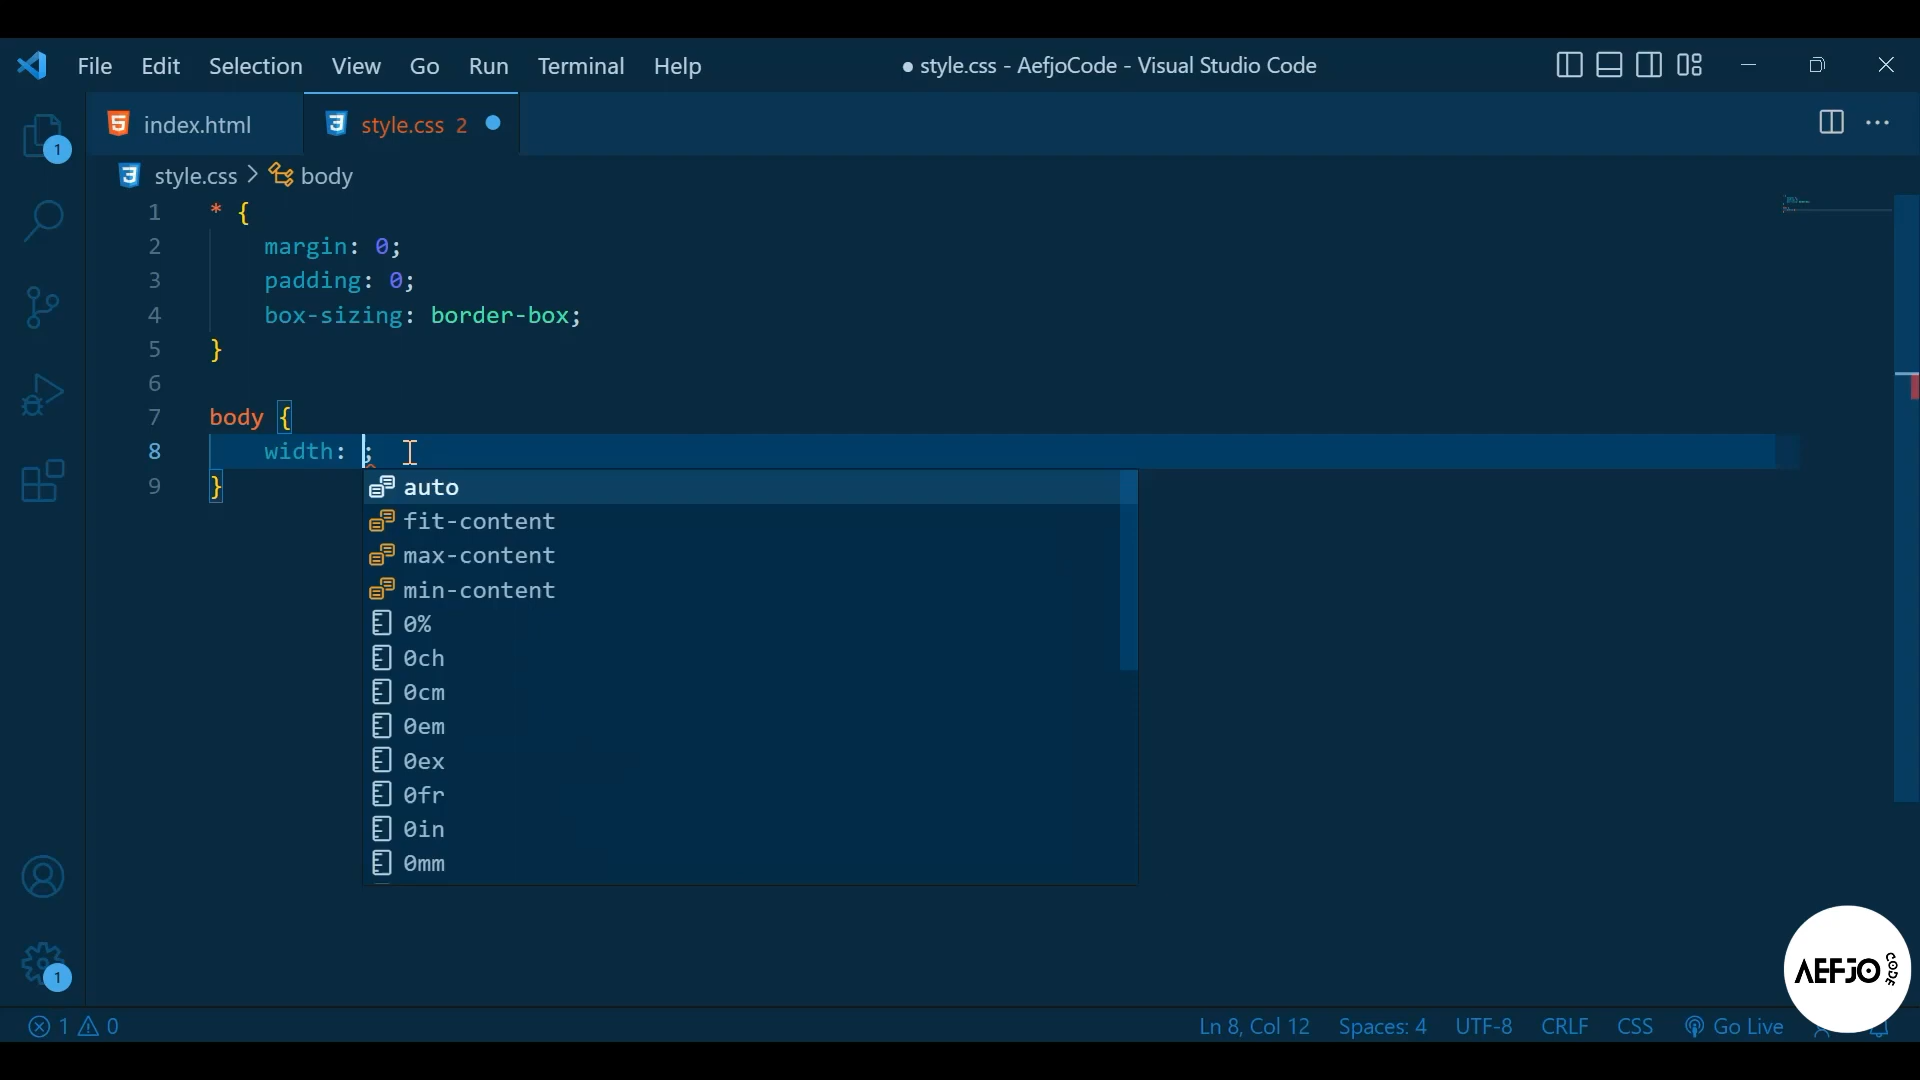 File Edit Selection View Go Run Terminal Help ● style.css - AefjoCode - Visual Studio Code
index.html style.css 2
style.css > body
1 * {
2 margin: 0;
3 padding: 0;
4 box-sizing: border-box;
5 }
6
7 body {
8 width: ;
9 }
auto
fit-content
max-content
min-content
0%
0ch
0cm
0em
0ex
0fr
0in
0mm
1
1
AEFJO CODE
1 0 Ln 8, Col 12 Spaces: 4 UTF-8 CRLF CSS Go Live